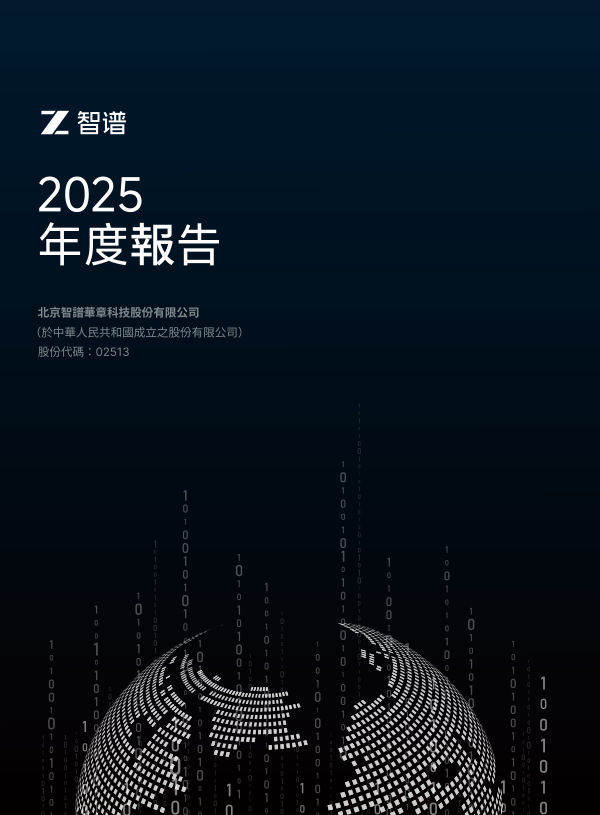 智谱
2025
年度報告
北京智譜華章科技股份有限公司
(於中華人民共和國成立之股份有限公司)
股份代碼：02513